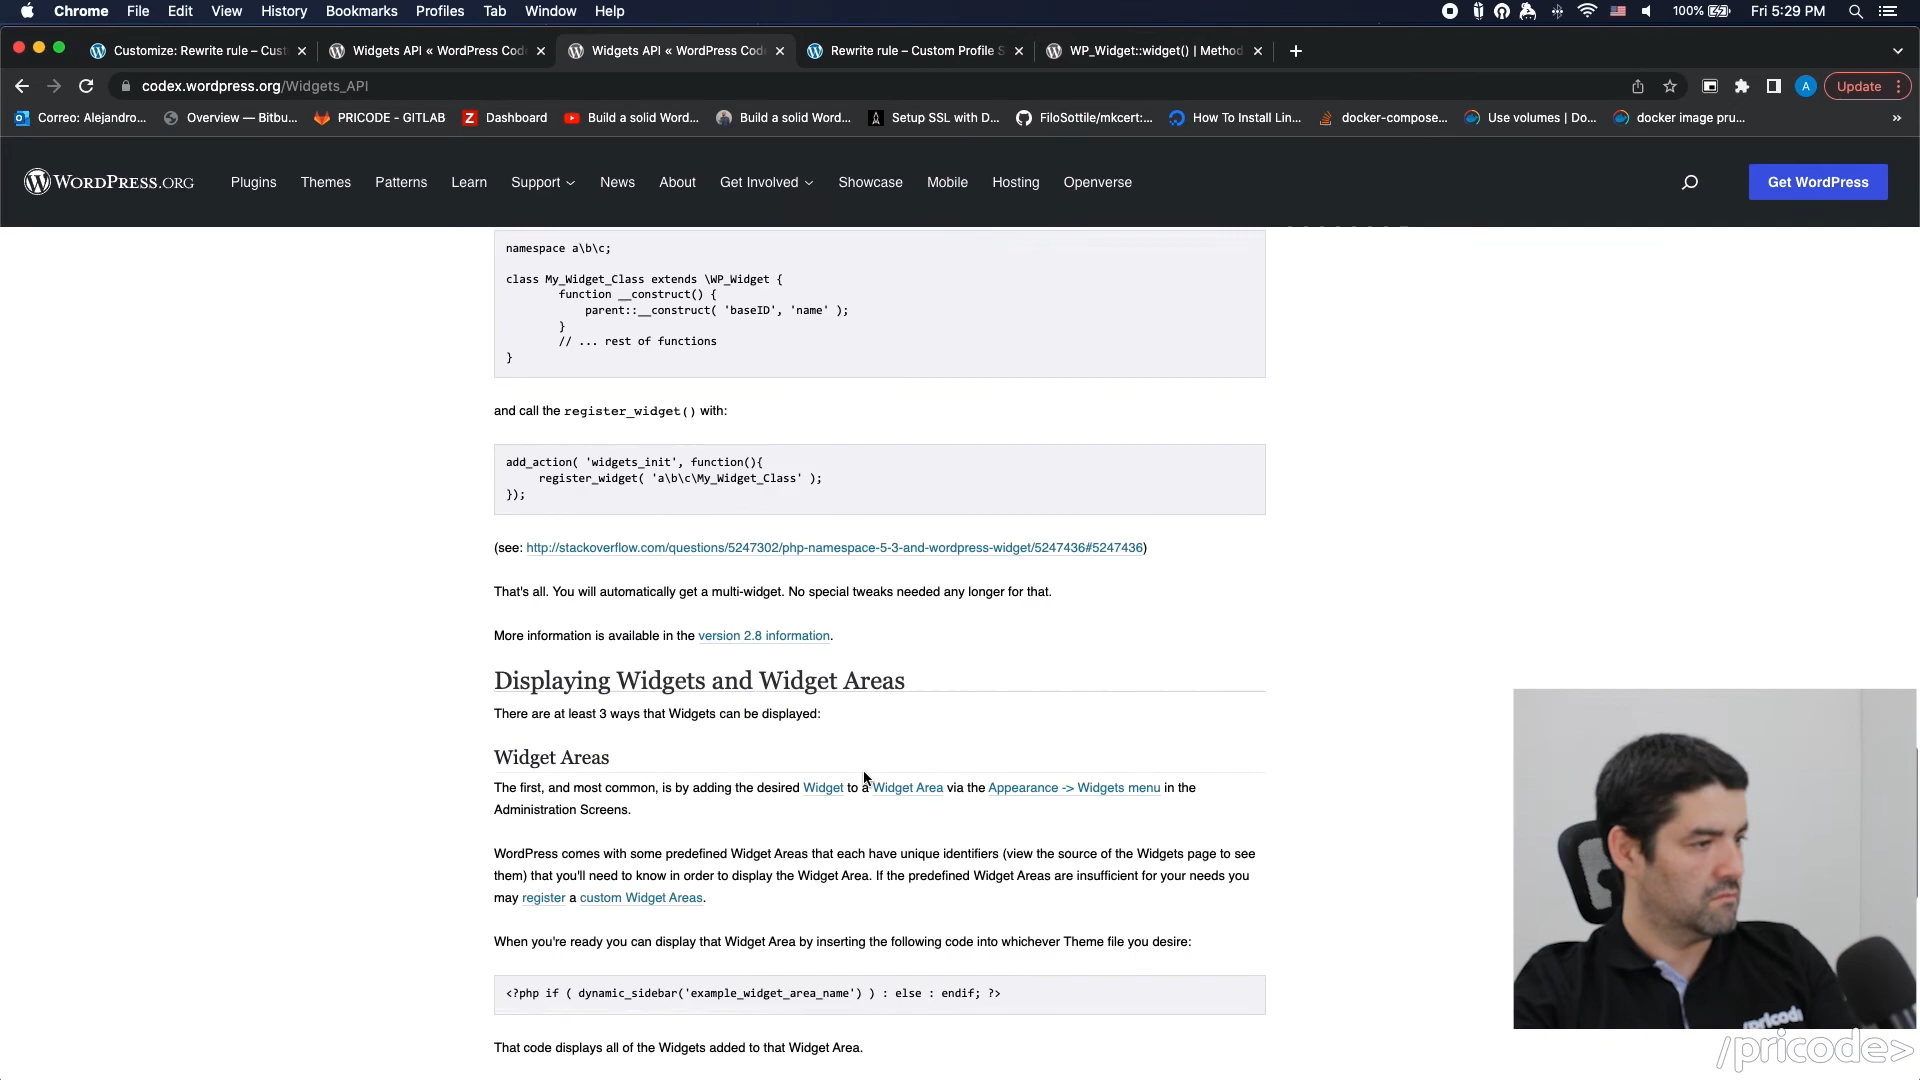 Chrome File Edit View History Bookmarks Profiles Tab Window Help 100% Fri 5:29 PM
Customize: Rewrite rule – Cust Widgets API « WordPress Cod Widgets API « WordPress Cod Rewrite rule – Custom Profile S WP_Widget::widget() | Method
codex.wordpress.org/Widgets_API A Update
Correo: Alejandro... Overview — Bitbu... PRICODE - GITLAB Dashboard Build a solid Word... Build a solid Word... Setup SSL with D... FiloSottile/mkcert:... How To Install Lin... docker-compose... Use volumes | Do... docker image pru... »
WORDPRESS.ORG Plugins Themes Patterns Learn Support News About Get Involved Showcase Mobile Hosting Openverse Get WordPress
namespace a\b\c;
class My_Widget_Class extends \WP_Widget {
function __construct() {
parent::__construct( 'baseID', 'name' );
}
// ... rest of functions
}
and call the register_widget() with:
add_action( 'widgets_init', function(){
register_widget( 'a\b\c\My_Widget_Class' );
});
(see: http://stackoverflow.com/questions/5247302/php-namespace-5-3-and-wordpress-widget/5247436#5247436)
That's all. You will automatically get a multi-widget. No special tweaks needed any longer for that.
More information is available in the version 2.8 information.
Displaying Widgets and Widget Areas
There are at least 3 ways that Widgets can be displayed:
Widget Areas
The first, and most common, is by adding the desired Widget to a Widget Area via the Appearance -> Widgets menu in the
Administration Screens.
WordPress comes with some predefined Widget Areas that each have unique identifiers (view the source of the Widgets page to see
them) that you'll need to know in order to display the Widget Area. If the predefined Widget Areas are insufficient for your needs you
may register a custom Widget Areas.
When you're ready you can display that Widget Area by inserting the following code into whichever Theme file you desire:
<?php if ( dynamic_sidebar('example_widget_area_name') ) : else : endif; ?>
That code displays all of the Widgets added to that Widget Area.
/pricode>